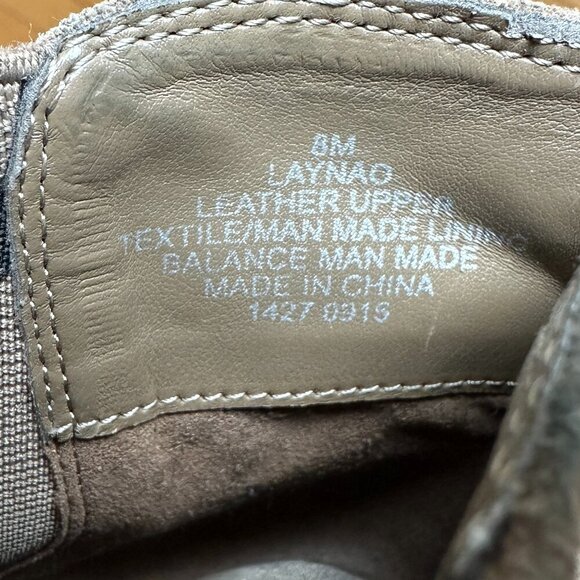 8M
LAYNAO
LEATHER UPPER
TEXTILE/MAN MADE LINING
BALANCE MAN MADE
MADE IN CHINA
1427 0915